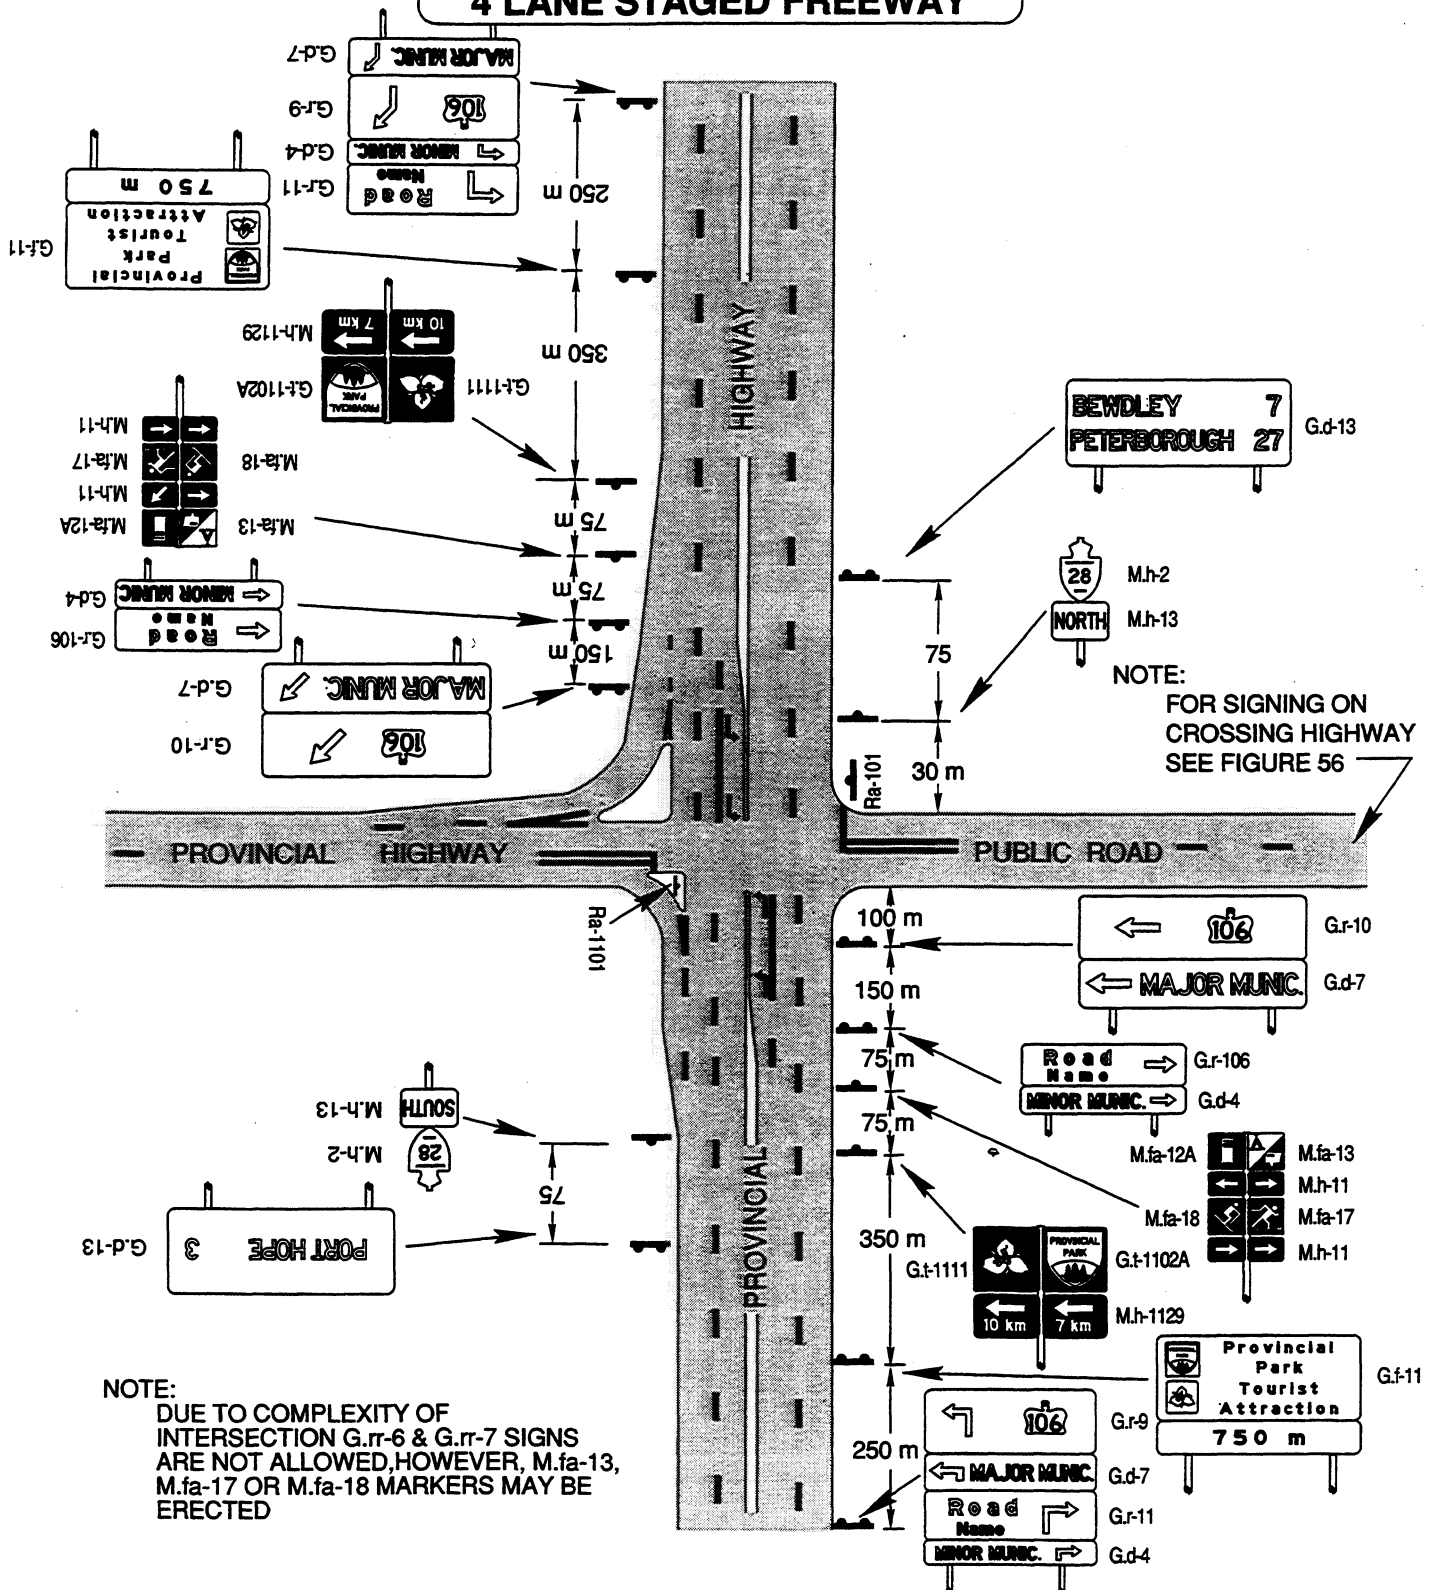 4 LANE STAGED FREEWAY
G.d-7
MAJOR MUNIC.
G.r-9
106
G.d-4
MINOR MUNIC.
G.r-11
Road
Name
250 m
750 m
Provincial
Park
Tourist
Attraction
G.f-11
350 m
M.h-1129
7 km
10 km
G.t-1102A
PROVINCIAL
PARK
G.t-1111
M.h-11
M.fa-17
M.fa-18
M.h-11
M.fa-12A
M.fa-13
75 m
75 m
G.d-4
MINOR MUNIC.
G.r-106
Road
Name
150 m
G.d-7
MAJOR MUNIC.
G.r-10
106
HIGHWAY
BEWDLEY 7
PETERBOROUGH 27
G.d-13
28
M.h-2
NORTH
M.h-13
75
30 m
Ra-101
NOTE:
FOR SIGNING ON
CROSSING HIGHWAY
SEE FIGURE 56
PROVINCIAL HIGHWAY
PUBLIC ROAD
Ra-1101
100 m
106
G.r-10
MAJOR MUNIC.
G.d-7
150 m
Road
Name
G.r-106
MINOR MUNIC.
G.d-4
75 m
75 m
M.fa-12A
M.fa-13
M.h-11
M.fa-18
M.fa-17
M.h-11
M.h-13
SOUTH
M.h-2
28
75
G.d-13
PORT HOPE 3
PROVINCIAL
350 m
G.t-1111
PROVINCIAL
PARK
G.t-1102A
10 km
7 km
M.h-1129
Provincial
Park
Tourist
Attraction
G.f-11
750 m
250 m
106
G.r-9
MAJOR MUNIC.
G.d-7
Road
Name
G.r-11
MINOR MUNIC.
G.d-4
NOTE:
DUE TO COMPLEXITY OF
INTERSECTION G.rr-6 & G.rr-7 SIGNS
ARE NOT ALLOWED,HOWEVER, M.fa-13,
M.fa-17 OR M.fa-18 MARKERS MAY BE
ERECTED